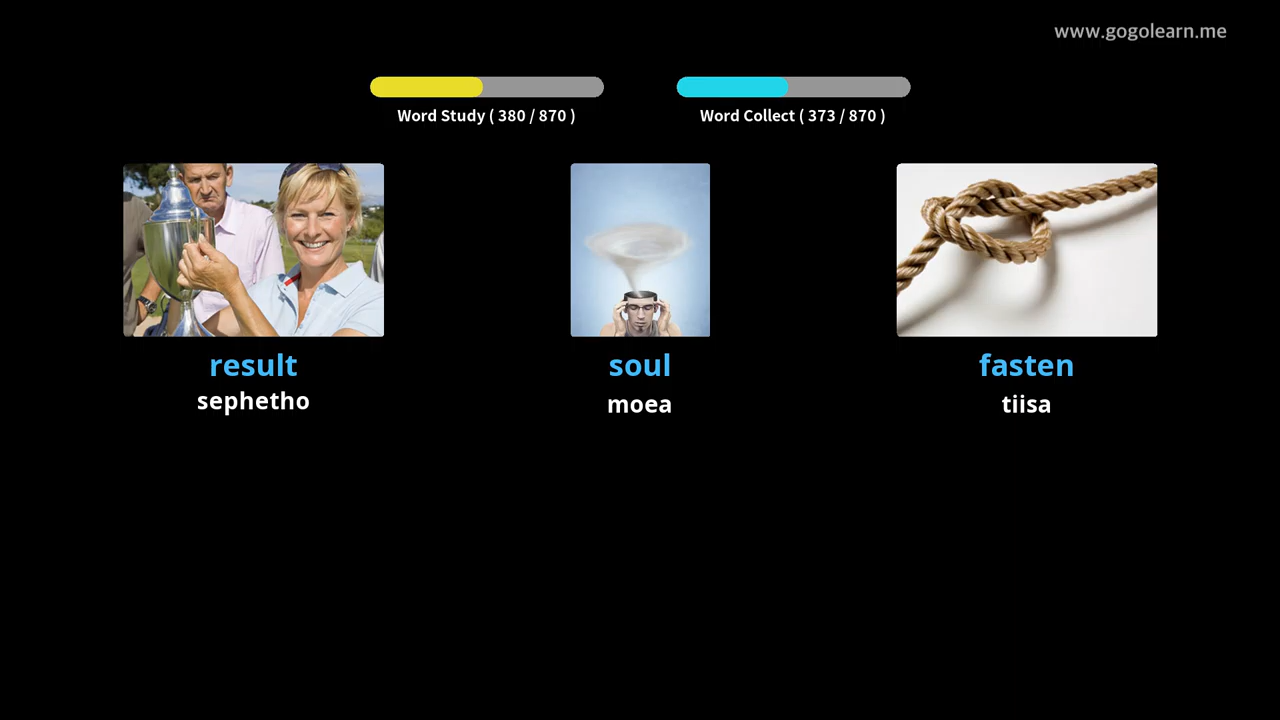 www.gogolearn.me
Word Study ( 380 / 870 )
Word Collect ( 373 / 870 )
result
soul
fasten
sephetho
moea
tiisa